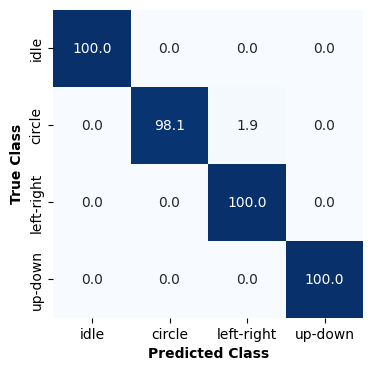 True Class
idle
100.0 0.0 0.0 0.0
circle
0.0 98.1 1.9 0.0
left-right
0.0 0.0 100.0 0.0
up-down
0.0 0.0 0.0 100.0
idle circle left-right up-down
Predicted Class